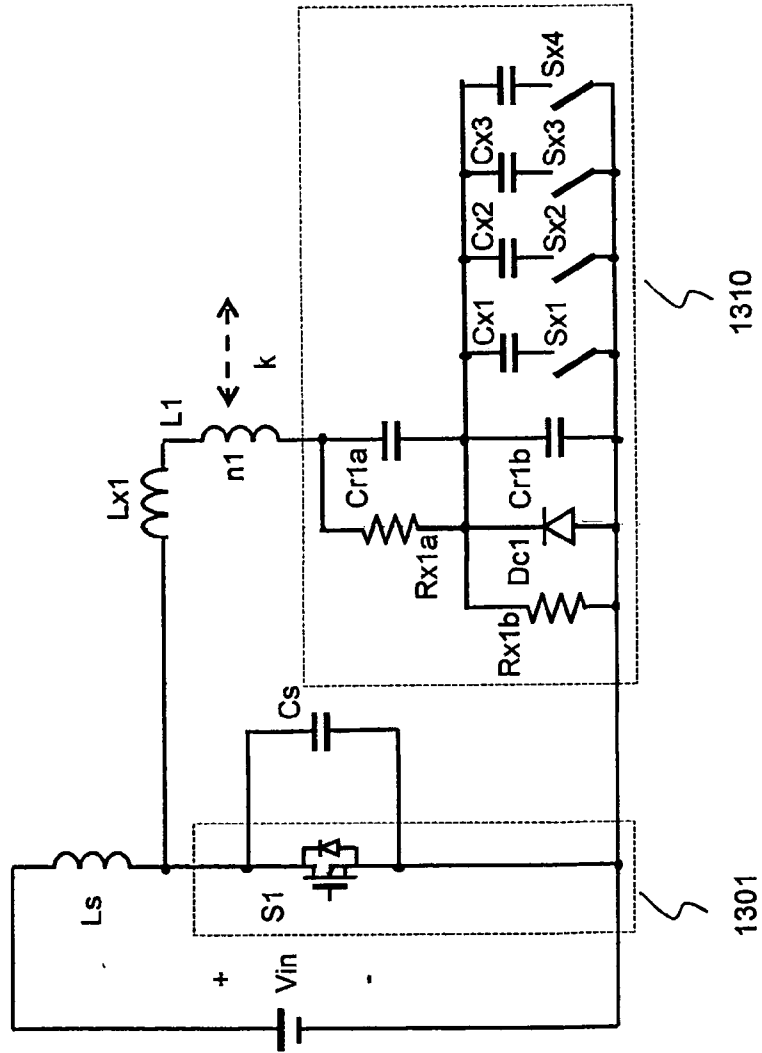 Ls
Lx1
L1
+
n1
k
S1
Vin
Cs
Cr1a
-
Rx1a
Cx1 Cx2 Cx3
Rx1b Dc1 Cr1b
Sx1 Sx2 Sx3 Sx4
1301 1310